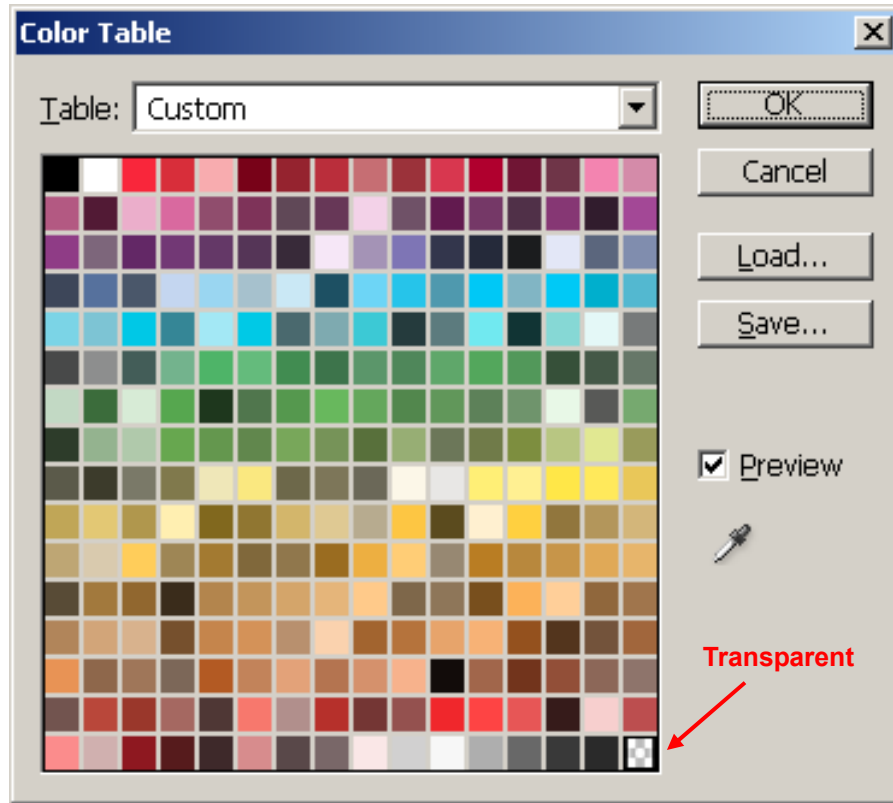 Color Table
Table: Custom
OK
Cancel
Load...
Save...
Preview
Transparent